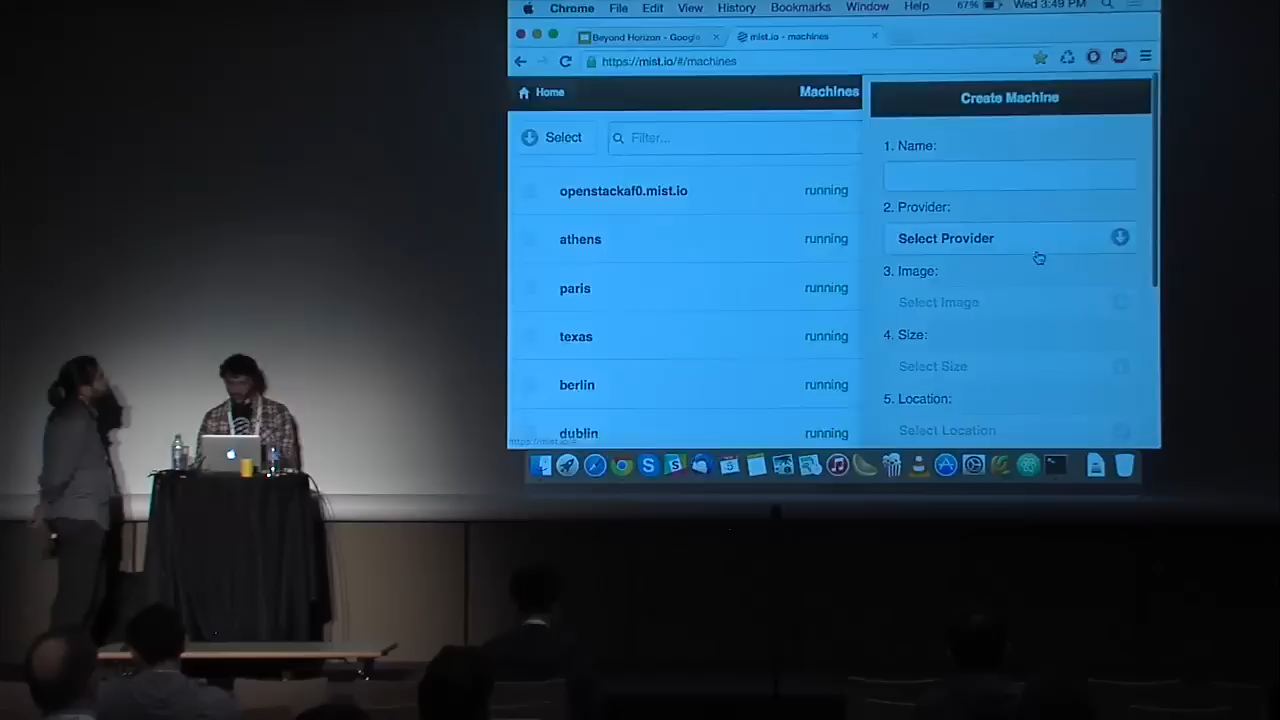 Chrome File Edit View History Bookmarks Window Help 67% Wed 3:49 PM
Beyond Horizon - Google mist.io - machines
https://mist.io/#/machines
Home Machines
Create Machine
Select Filter...
1. Name:
openstackaf0.mist.io running
2. Provider:
athens running
Select Provider
3. Image:
paris running
Select Image
4. Size:
texas running
Select Size
berlin running
5. Location:
dublin running
Select Location
https://mist.io/#